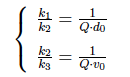 k₁/k₂ = 1/(Q·d₀)
k₂/k₃ = 1/(Q·v₀)